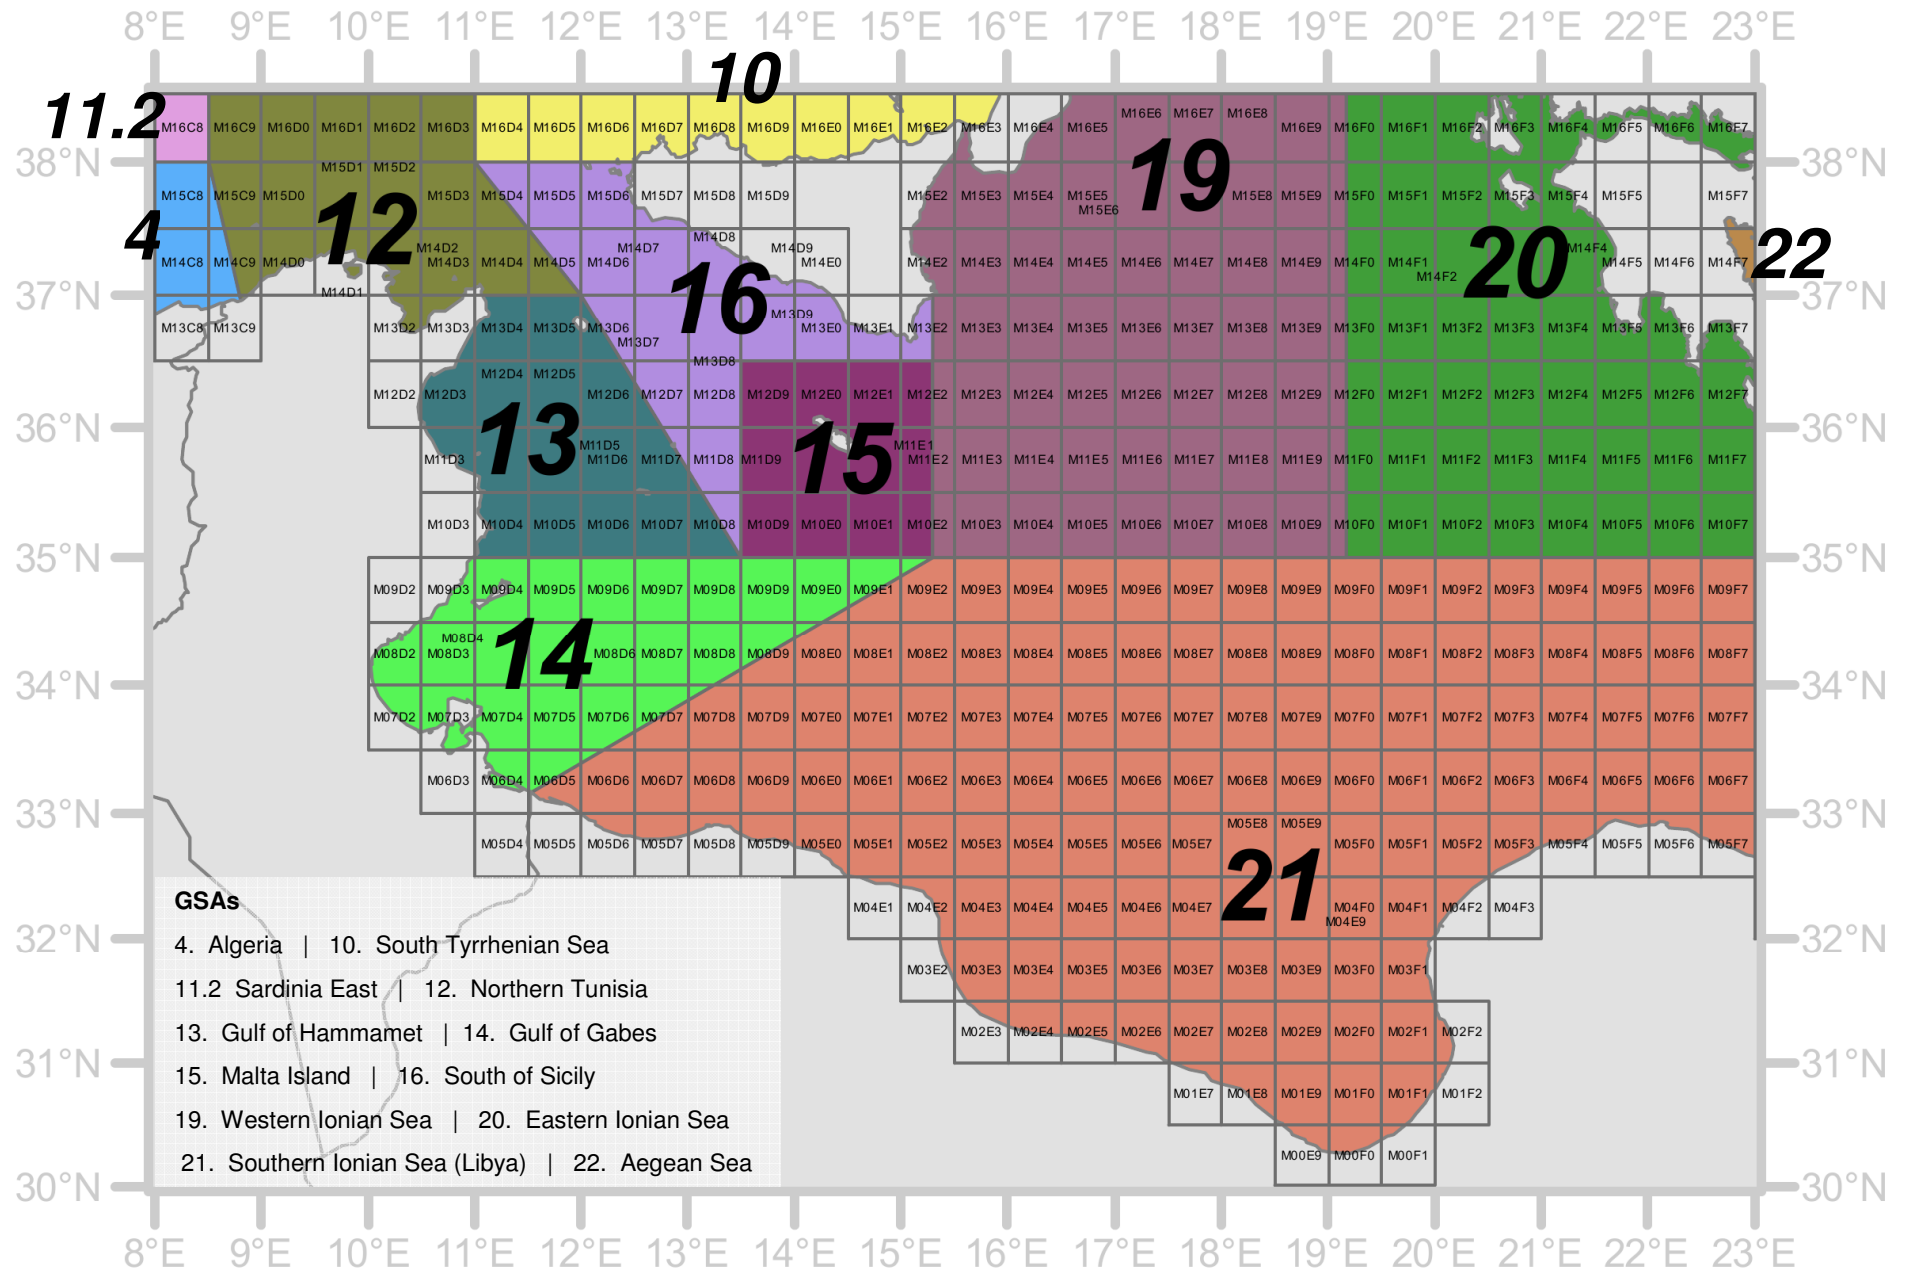 8°E 9°E 10°E 11°E 12°E 13°E 14°E 15°E 16°E 17°E 18°E 19°E 20°E 21°E 22°E 23°E
10
11.2
M16C8 M16C9 M16D0 M16D1 M16D2 M16D3 M16D4 M16D5 M16D6 M16D7 M16D8 M16D9 M16E0 M16E1 M16E2 M16E3 M16E4 M16E5 M16E6 M16E7 M16E8 M16E9 M16F0 M16F1 M16F2 M16F3 M16F4 M16F5 M16F6 M16F7
38°N 38°N
M15D1 M15D2
19
M15C8 M15C9 M15D0 M15D3 M15D4 M15D5 M15D6 M15D7 M15D8 M15D9 M15E2 M15E3 M15E4 M15E5 M15E8 M15E9 M15F0 M15F1 M15F2 M15F3 M15F4 M15F5 M15F7
M15E6
4 12 20 22
M14D2 M14D7 M14D8 M14D9 M14F4
M14C8 M14C9 M14D0 M14D3 M14D4 M14D5 M14D6 M14E0 M14E2 M14E3 M14E4 M14E5 M14E6 M14E7 M14E8 M14E9 M14F0 M14F1 M14F5 M14F6 M14F7
M14F2
M14D1
37°N 37°N
16
M13D9
M13C8 M13C9 M13D2 M13D3 M13D4 M13D5 M13D6 M13E0 M13E1 M13E2 M13E3 M13E4 M13E5 M13E6 M13E7 M13E8 M13E9 M13F0 M13F1 M13F2 M13F3 M13F4 M13F5 M13F6 M13F7
M13D7
M13D8
M12D4 M12D5
M12D2 M12D3 M12D6 M12D7 M12D8 M12D9 M12E0 M12E1 M12E2 M12E3 M12E4 M12E5 M12E6 M12E7 M12E8 M12E9 M12F0 M12F1 M12F2 M12F3 M12F4 M12F5 M12F6 M12F7
36°N 36°N
13 15
M11D5 M11E1
M11D3 M11D6 M11D7 M11D8 M11D9 M11E2 M11E3 M11E4 M11E5 M11E6 M11E7 M11E8 M11E9 M11F0 M11F1 M11F2 M11F3 M11F4 M11F5 M11F6 M11F7
M10D3 M10D4 M10D5 M10D6 M10D7 M10D8 M10D9 M10E0 M10E1 M10E2 M10E3 M10E4 M10E5 M10E6 M10E7 M10E8 M10E9 M10F0 M10F1 M10F2 M10F3 M10F4 M10F5 M10F6 M10F7
35°N 35°N
M09D2 M09D3 M09D4 M09D5 M09D6 M09D7 M09D8 M09D9 M09E0 M09E1 M09E2 M09E3 M09E4 M09E5 M09E6 M09E7 M09E8 M09E9 M09F0 M09F1 M09F2 M09F3 M09F4 M09F5 M09F6 M09F7
M08D4
14
M08D2 M08D3 M08D6 M08D7 M08D8 M08D9 M08E0 M08E1 M08E2 M08E3 M08E4 M08E5 M08E6 M08E7 M08E8 M08E9 M08F0 M08F1 M08F2 M08F3 M08F4 M08F5 M08F6 M08F7
34°N 34°N
M07D2 M07D3 M07D4 M07D5 M07D6 M07D7 M07D8 M07D9 M07E0 M07E1 M07E2 M07E3 M07E4 M07E5 M07E6 M07E7 M07E8 M07E9 M07F0 M07F1 M07F2 M07F3 M07F4 M07F5 M07F6 M07F7
M06D3 M06D4 M06D5 M06D6 M06D7 M06D8 M06D9 M06E0 M06E1 M06E2 M06E3 M06E4 M06E5 M06E6 M06E7 M06E8 M06E9 M06F0 M06F1 M06F2 M06F3 M06F4 M06F5 M06F6 M06F7
33°N 33°N
M05E8 M05E9
M05D4 M05D5 M05D6 M05D7 M05D8 M05D9 M05E0 M05E1 M05E2 M05E3 M05E4 M05E5 M05E6 M05E7 M05F0 M05F1 M05F2 M05F3 M05F4 M05F5 M05F6 M05F7
21
M04E1 M04E2 M04E3 M04E4 M04E5 M04E6 M04E7 M04F0 M04F1 M04F2 M04F3
M04E9
32°N 32°N
M03E2 M03E3 M03E4 M03E5 M03E6 M03E7 M03E8 M03E9 M03F0 M03F1
M02E3 M02E4 M02E5 M02E6 M02E7 M02E8 M02E9 M02F0 M02F1 M02F2
31°N 31°N
M01E7 M01E8 M01E9 M01F0 M01F1 M01F2
M00E9 M00F0 M00F1
30°N 30°N
GSAs
4. Algeria | 10. South Tyrrhenian Sea
11.2 Sardinia East | 12. Northern Tunisia
13. Gulf of Hammamet | 14. Gulf of Gabes
15. Malta Island | 16. South of Sicily
19. Western Ionian Sea | 20. Eastern Ionian Sea
21. Southern Ionian Sea (Libya) | 22. Aegean Sea
8°E 9°E 10°E 11°E 12°E 13°E 14°E 15°E 16°E 17°E 18°E 19°E 20°E 21°E 22°E 23°E